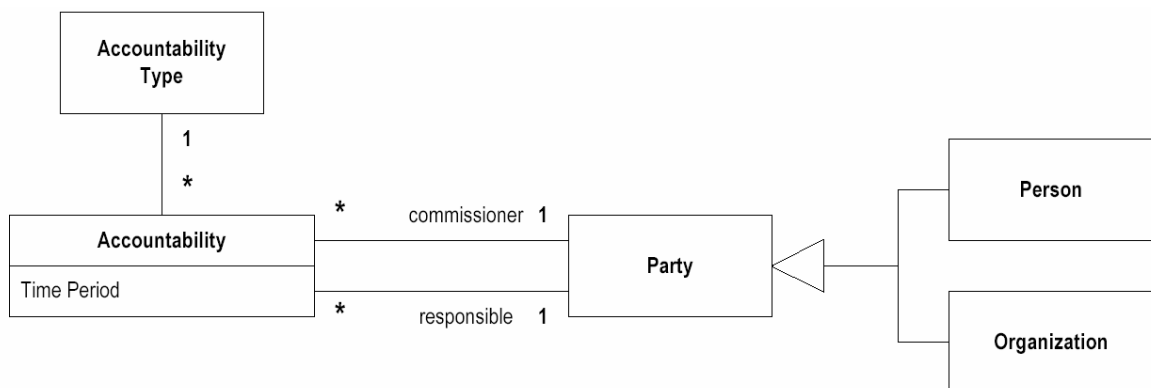 Accountability
Type
1
*
Accountability
Time Period
* commissioner 1
* responsible 1
Party
Person
Organization